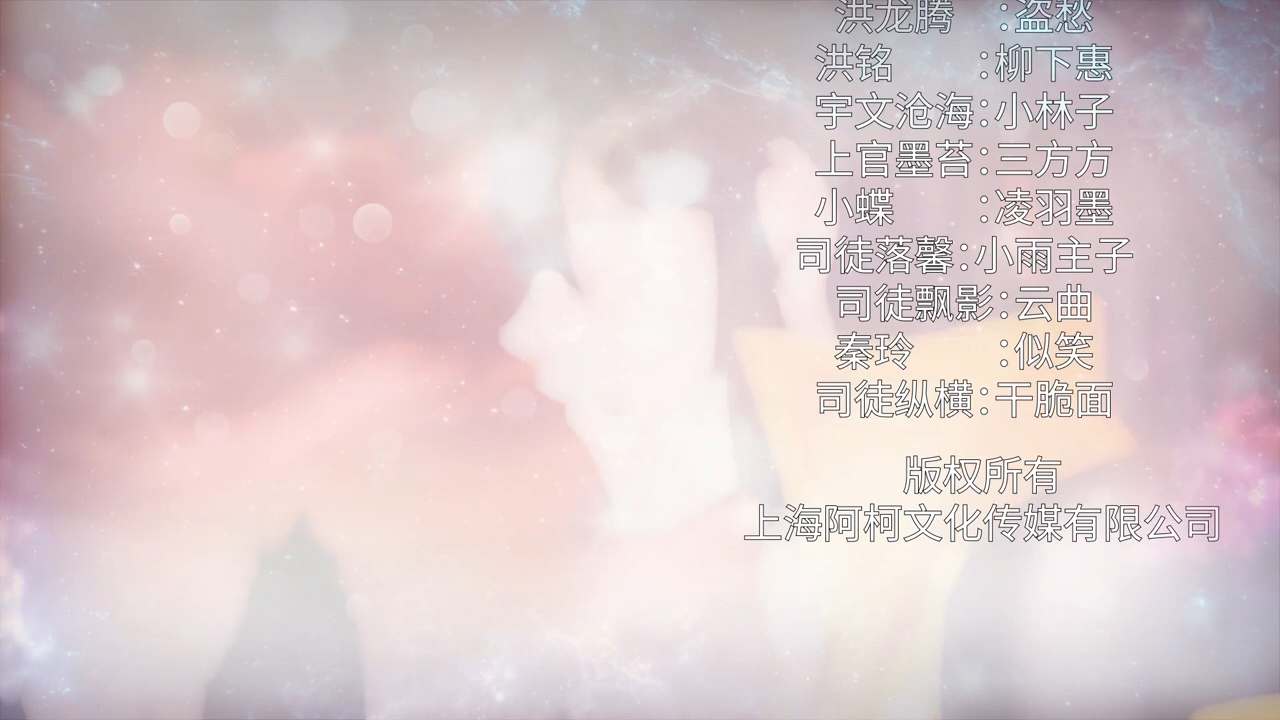 洪龙腾 :盗愁
洪铭 :柳下惠
宇文沧海:小林子
上官墨苔:三方方
小蝶 :凌羽墨
司徒落馨:小雨主子
司徒飘影:云曲
秦玲 :似笑
司徒纵横:干脆面
版权所有
上海阿柯文化传媒有限公司